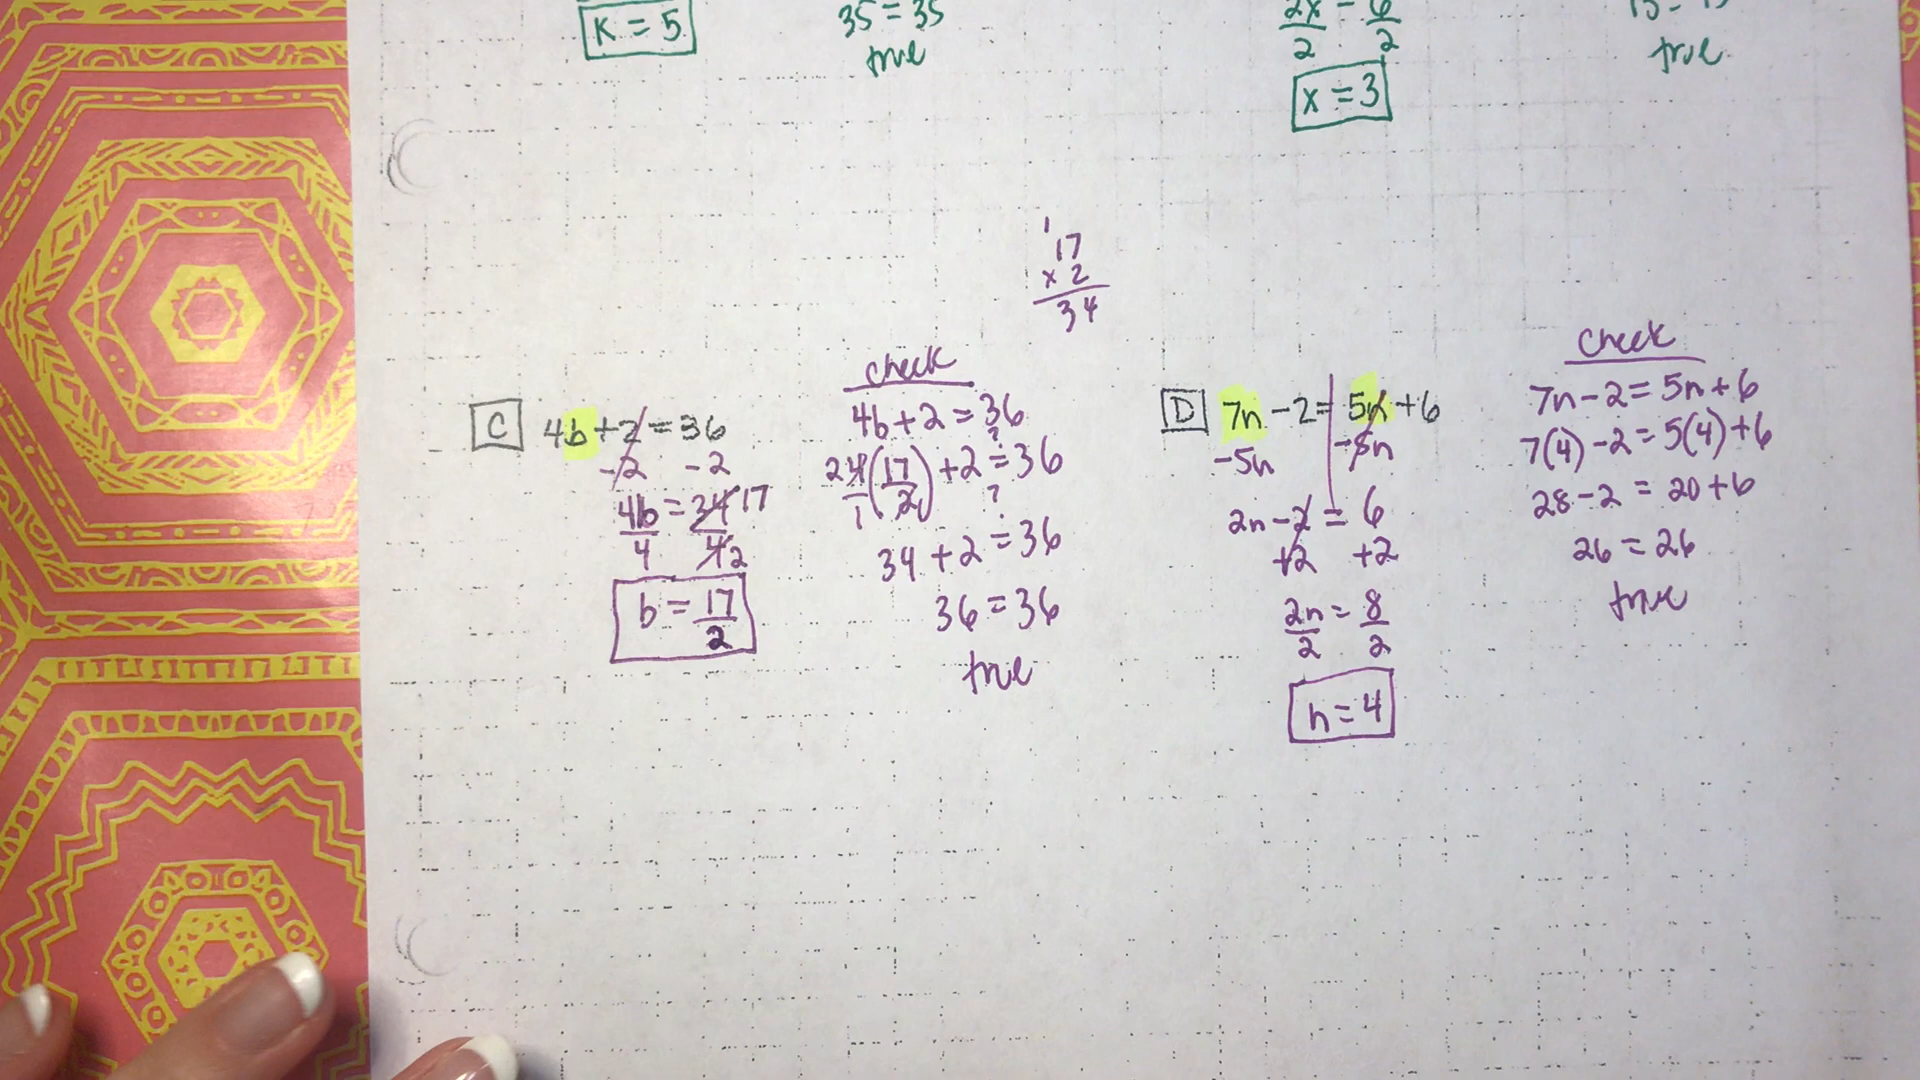 K = 5
35 = 35
true
2x = 6
2 2
x = 3
true
1
17
x 2
34
C 4b + 2 = 36
-2 -2
4b = 34 17
4 4 2
b = 17
2
check
4b + 2 = 36
?
2 4 (17) + 2 = 36
1 2 ?
34 + 2 = 36
36 = 36
true
D 7n - 2 = 5n + 6
-5n -5n
2n - 2 = 6
+2 +2
2n = 8
2 2
n = 4
check
7n - 2 = 5n + 6
7(4) - 2 = 5(4) + 6
28 - 2 = 20 + 6
26 = 26
true